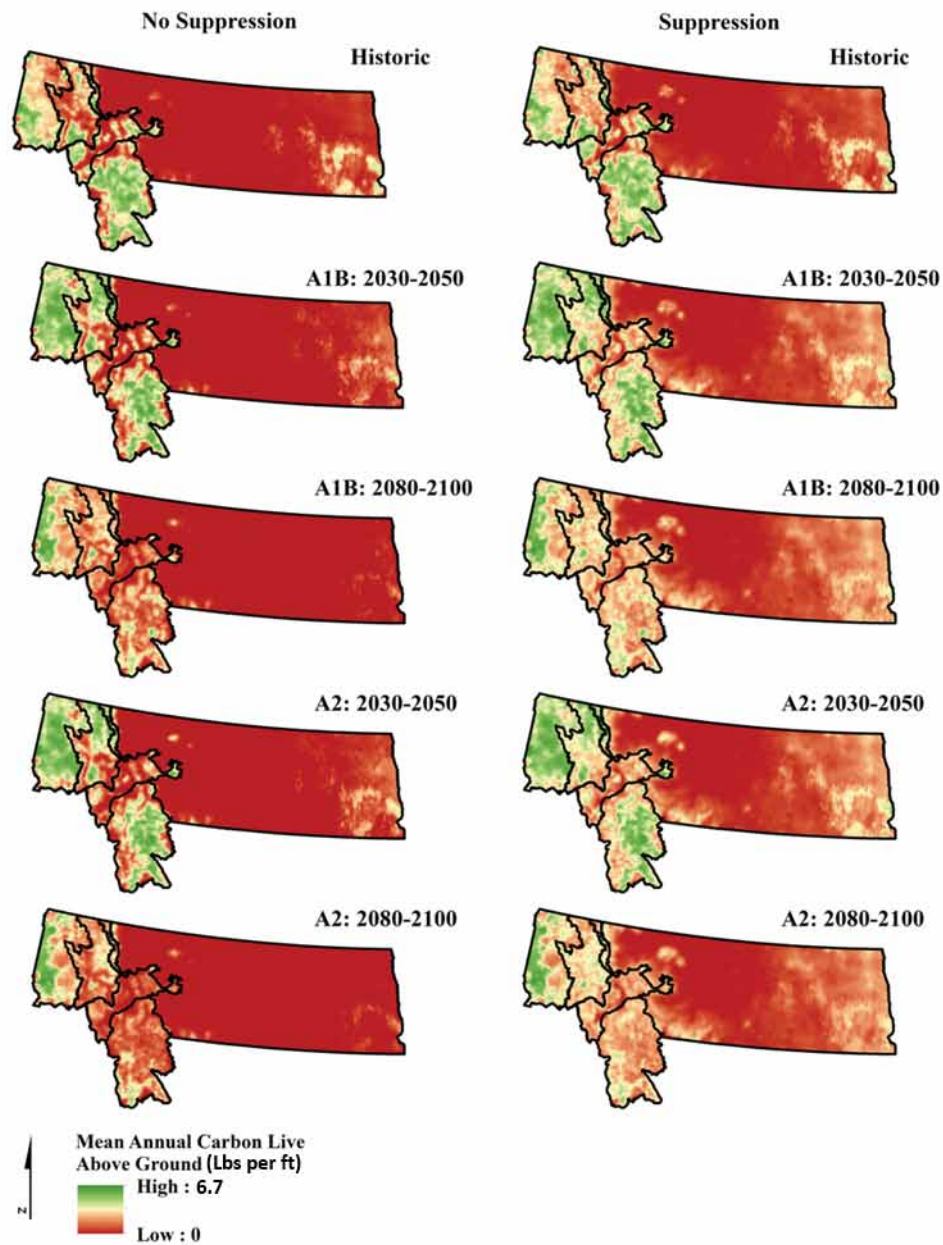 No Suppression
Suppression
Historic
Historic
A1B: 2030-2050
A1B: 2030-2050
A1B: 2080-2100
A1B: 2080-2100
A2: 2030-2050
A2: 2030-2050
A2: 2080-2100
A2: 2080-2100
Mean Annual Carbon Live
Above Ground (Lbs per ft)
High : 6.7
Low : 0
N